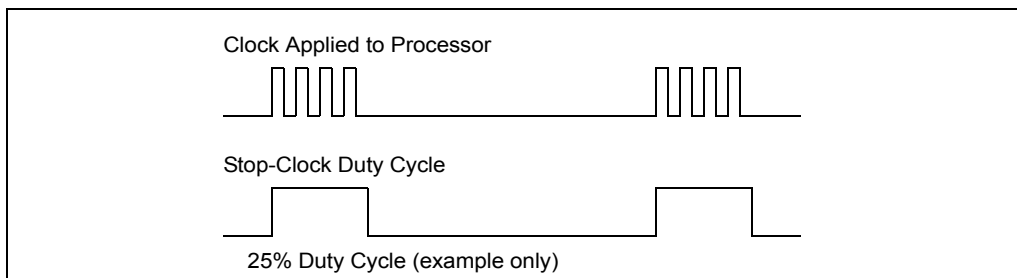 Clock Applied to Processor
Stop-Clock Duty Cycle
25% Duty Cycle (example only)